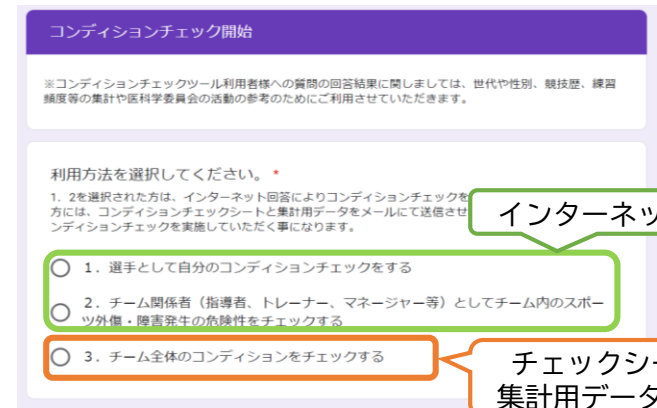 コンディションチェック開始
※コンディションチェックツール利用者様への質問の回答結果に関しましては、世代や性別、競技歴、練習
頻度等の集計や医科学委員会の活動の参考のためにご利用させていただきます。
利用方法を選択してください。 *
1．2を選択された方は、インターネット回答によりコンディションチェックを
方には、コンディションチェックシートと集計用データをメールにて送信させ
ンディションチェックを実施していただく事になります。
インターネッ
1．選手として自分のコンディションチェックをする
2．チーム関係者（指導者、トレーナー、マネージャー等）としてチーム内のスポー
ツ外傷・障害発生の危険性をチェックする
3．チーム全体のコンディションをチェックする
チェックシー
集計用データ